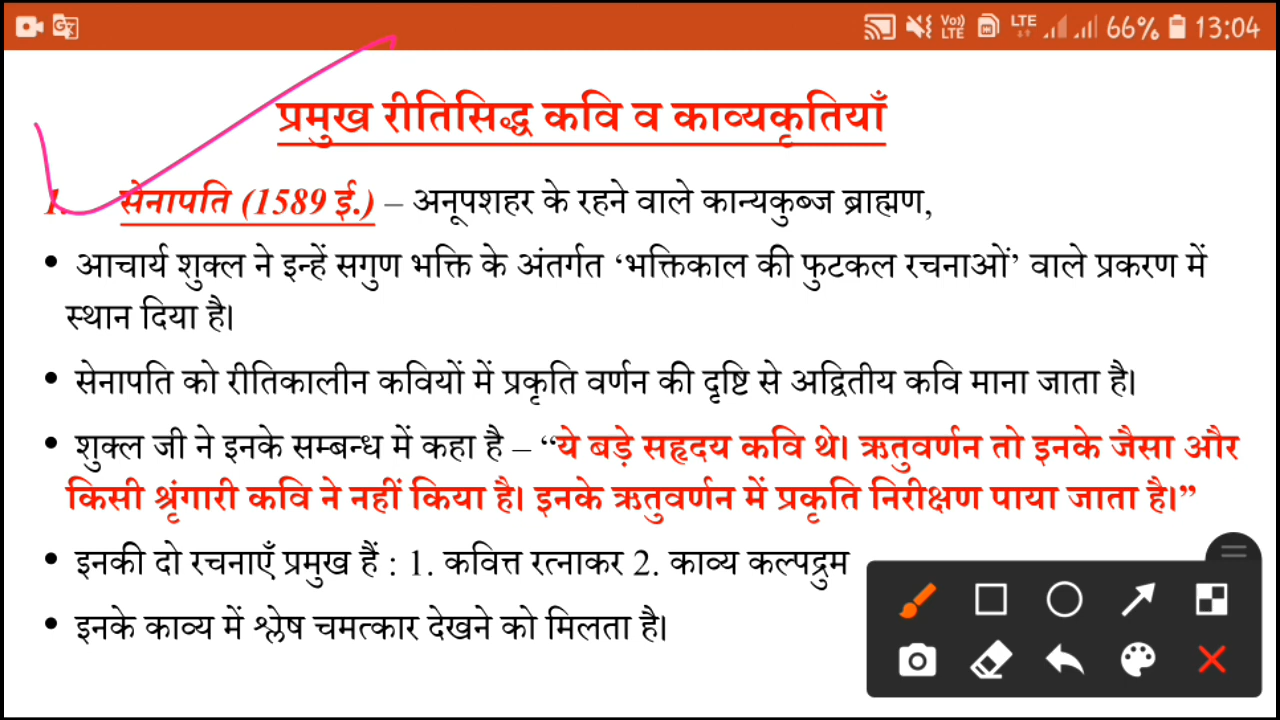 Vo)) LTE LTE 66% 13:04
प्रमुख रीतिसिद्ध कवि व काव्यकृतियाँ
1. सेनापति (1589 ई.) – अनूपशहर के रहने वाले कान्यकुब्ज ब्राह्मण,
• आचार्य शुक्ल ने इन्हें सगुण भक्ति के अंतर्गत ‘भक्तिकाल की फुटकल रचनाओं’ वाले प्रकरण में
स्थान दिया है।
• सेनापति को रीतिकालीन कवियों में प्रकृति वर्णन की दृष्टि से अद्वितीय कवि माना जाता है।
• शुक्ल जी ने इनके सम्बन्ध में कहा है – “ये बड़े सहृदय कवि थे। ऋतुवर्णन तो इनके जैसा और
किसी श्रृंगारी कवि ने नहीं किया है। इनके ऋतुवर्णन में प्रकृति निरीक्षण पाया जाता है।”
• इनकी दो रचनाएँ प्रमुख हैं : 1. कवित्त रत्नाकर 2. काव्य कल्पद्रुम
• इनके काव्य में श्लेष चमत्कार देखने को मिलता है।